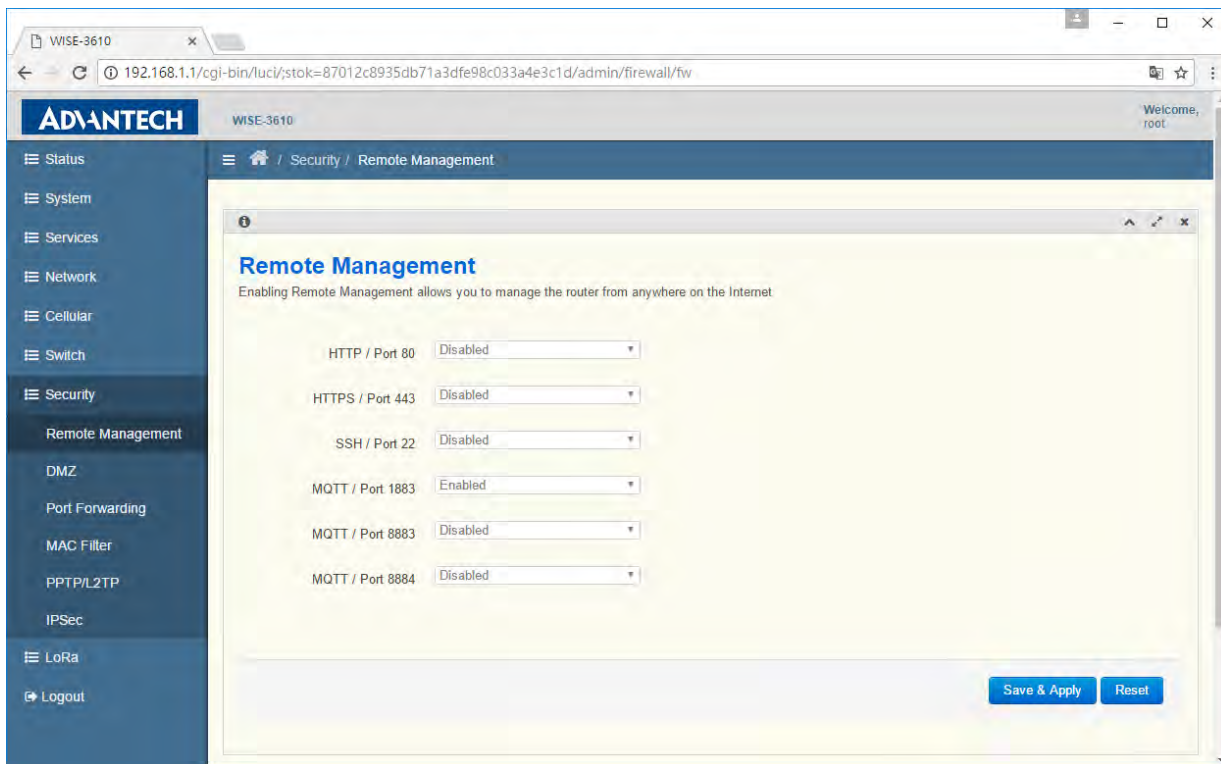 WISE-3610
192.168.1.1/cgi-bin/luci/;stok=87012c8935db71a3dfe98c033a4e3c1d/admin/firewall/fw
ADVANTECH
WISE-3610
Welcome,
root
Status
/ Security / Remote Management
System
Services
Network
Cellular
Switch
Security
Remote Management
DMZ
Port Forwarding
MAC Filter
PPTP/L2TP
IPSec
LoRa
Logout
Remote Management
Enabling Remote Management allows you to manage the router from anywhere on the Internet
HTTP / Port 80 Disabled
HTTPS / Port 443 Disabled
SSH / Port 22 Disabled
MQTT / Port 1883 Enabled
MQTT / Port 8883 Disabled
MQTT / Port 8884 Disabled
Save & Apply Reset